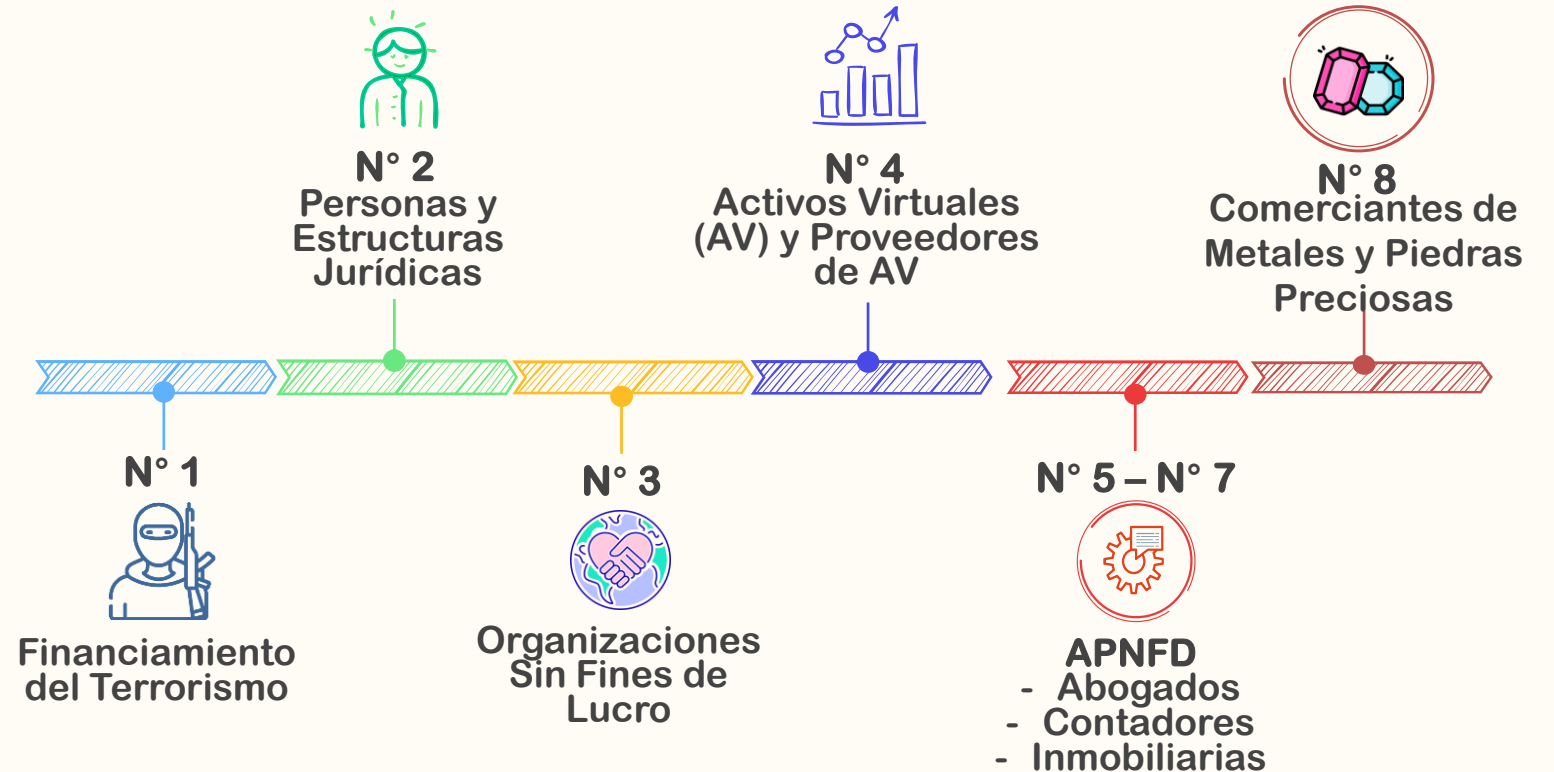 N° 1
Financiamiento
del Terrorismo
N° 2
Personas y
Estructuras
Jurídicas
N° 3
Organizaciones
Sin Fines de
Lucro
N° 4
Activos Virtuales
(AV) y Proveedores
de AV
N° 5 – N° 7
APNFD
- Abogados
- Contadores
- Inmobiliarias
N° 8
Comerciantes de
Metales y Piedras
Preciosas